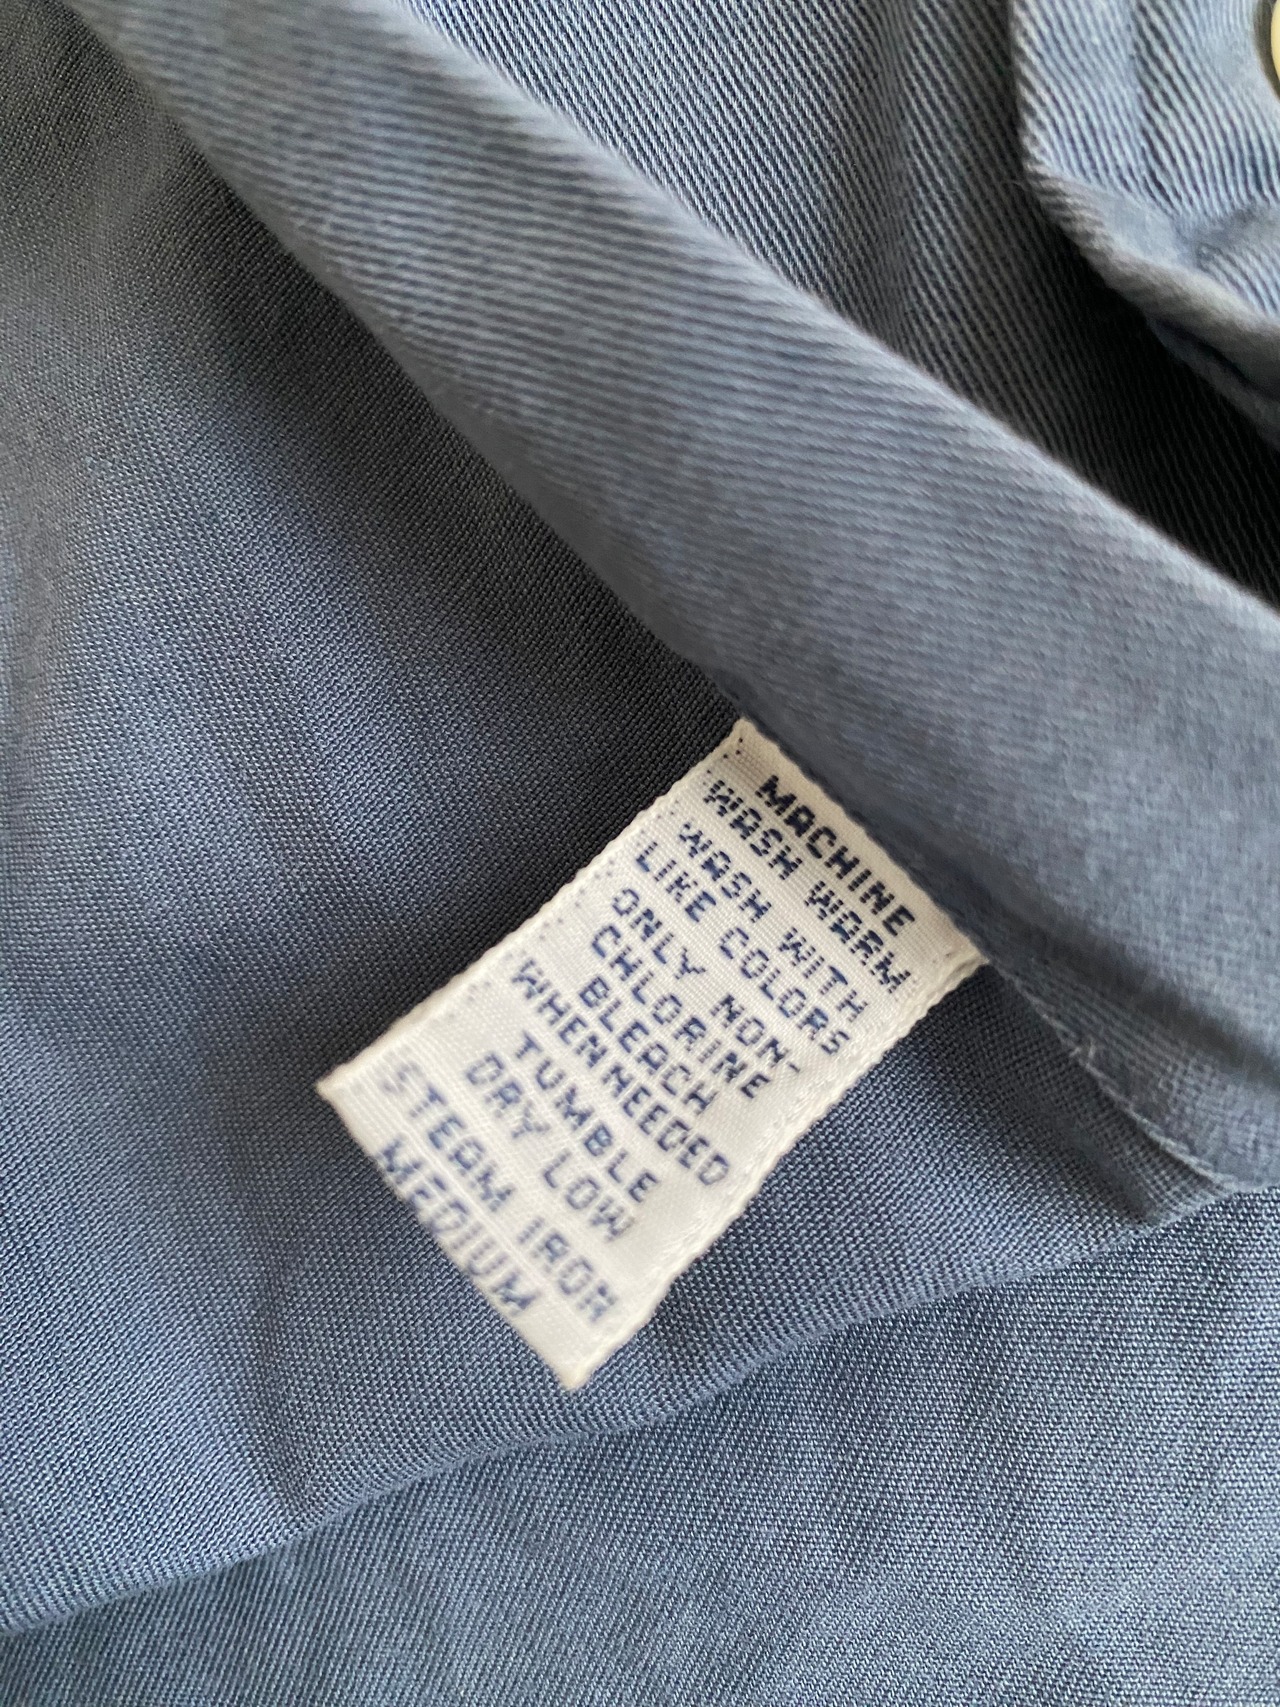 MACHINE
WASH WARM
WASH WITH
LIKE COLORS
ONLY NON-
CHLORINE
BLEACH
WHEN NEEDED
TUMBLE
DRY LOW
STEAM IRON
MEDIUM